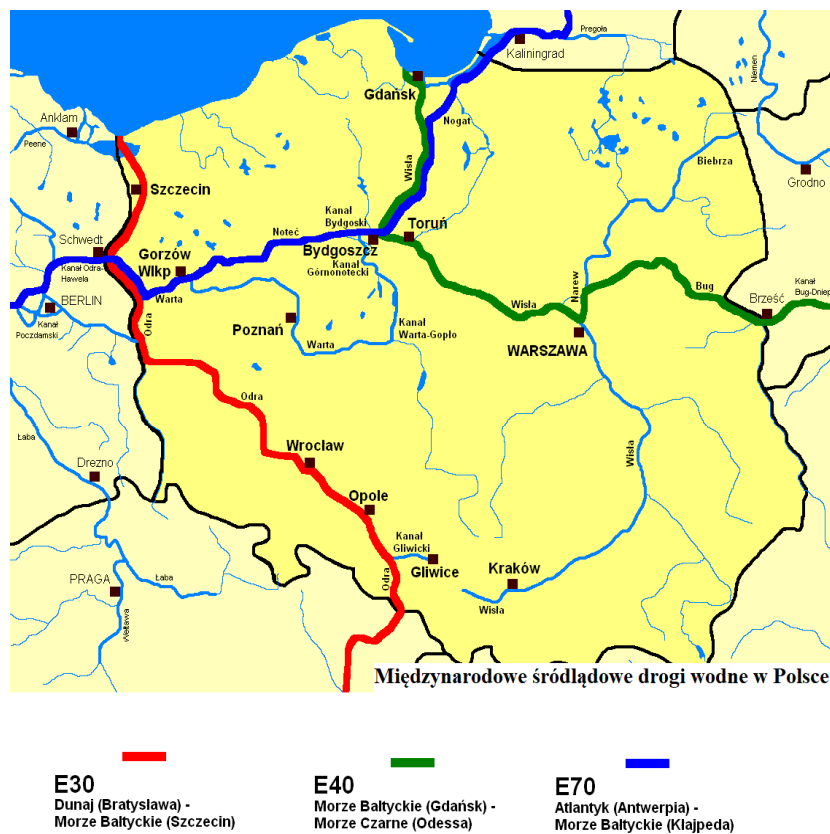 Kaliningrad
Pregoła
Niemen
Gdańsk
Anklam
Nogat
Peene
Wisła
Biebrza
Grodno
Szczecin
Kanał
Bydgoski
Noteć
Toruń
Schwedt
Bydgoszcz
Gorzów
Wlkp
Kanał
Górnonotecki
Kanał Odra-
Hawela
Narew
Bug
Kanał
Bug-Dniep
Warta
BERLIN
Brześć
Wisła
Kanał
Poczdamski
Odra
Poznań
Kanał
Warta-Gopło
Warta
WARSZAWA
Odra
Łaba
Wrocław
Drezno
Wisła
Opole
Kanał
Gliwicki
Gliwice
Kraków
PRAGA
Łaba
Odra
Wisła
Wełtawa
Międzynarodowe śródlądowe drogi wodne w Polsce
E30
Dunaj (Bratysława) -
Morze Bałtyckie (Szczecin)
E40
Morze Bałtyckie (Gdańsk) -
Morze Czarne (Odessa)
E70
Atlantyk (Antwerpia) -
Morze Bałtyckie (Kłajpeda)